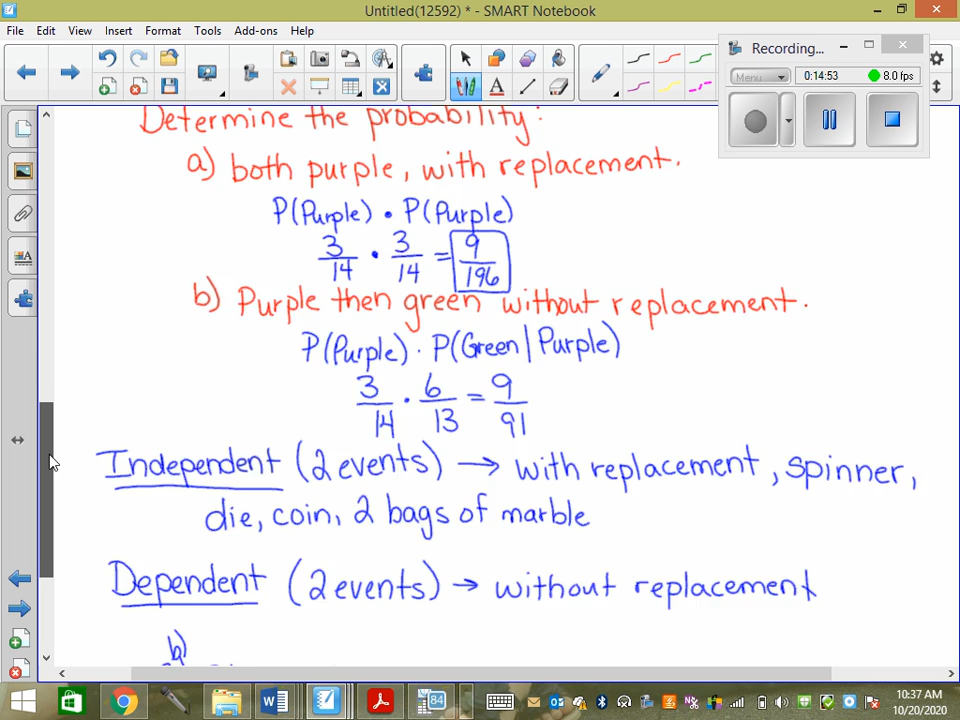 Untitled(12592) * - SMART Notebook
File Edit View Insert Format Tools Add-ons Help
Recording...
0:14:53 8.0 fps
Menu
Determine the probability:
a) both purple, with replacement.
P(Purple) • P(Purple)
3/14 • 3/14 = 9/196
b) Purple then green without replacement.
P(Purple) · P(Green|Purple)
3/14 · 6/13 = 9/91
Independent (2 events) → with replacement, spinner,
die, coin, 2 bags of marble
Dependent (2 events) → without replacement
b)
84
10:37 AM
10/20/2020